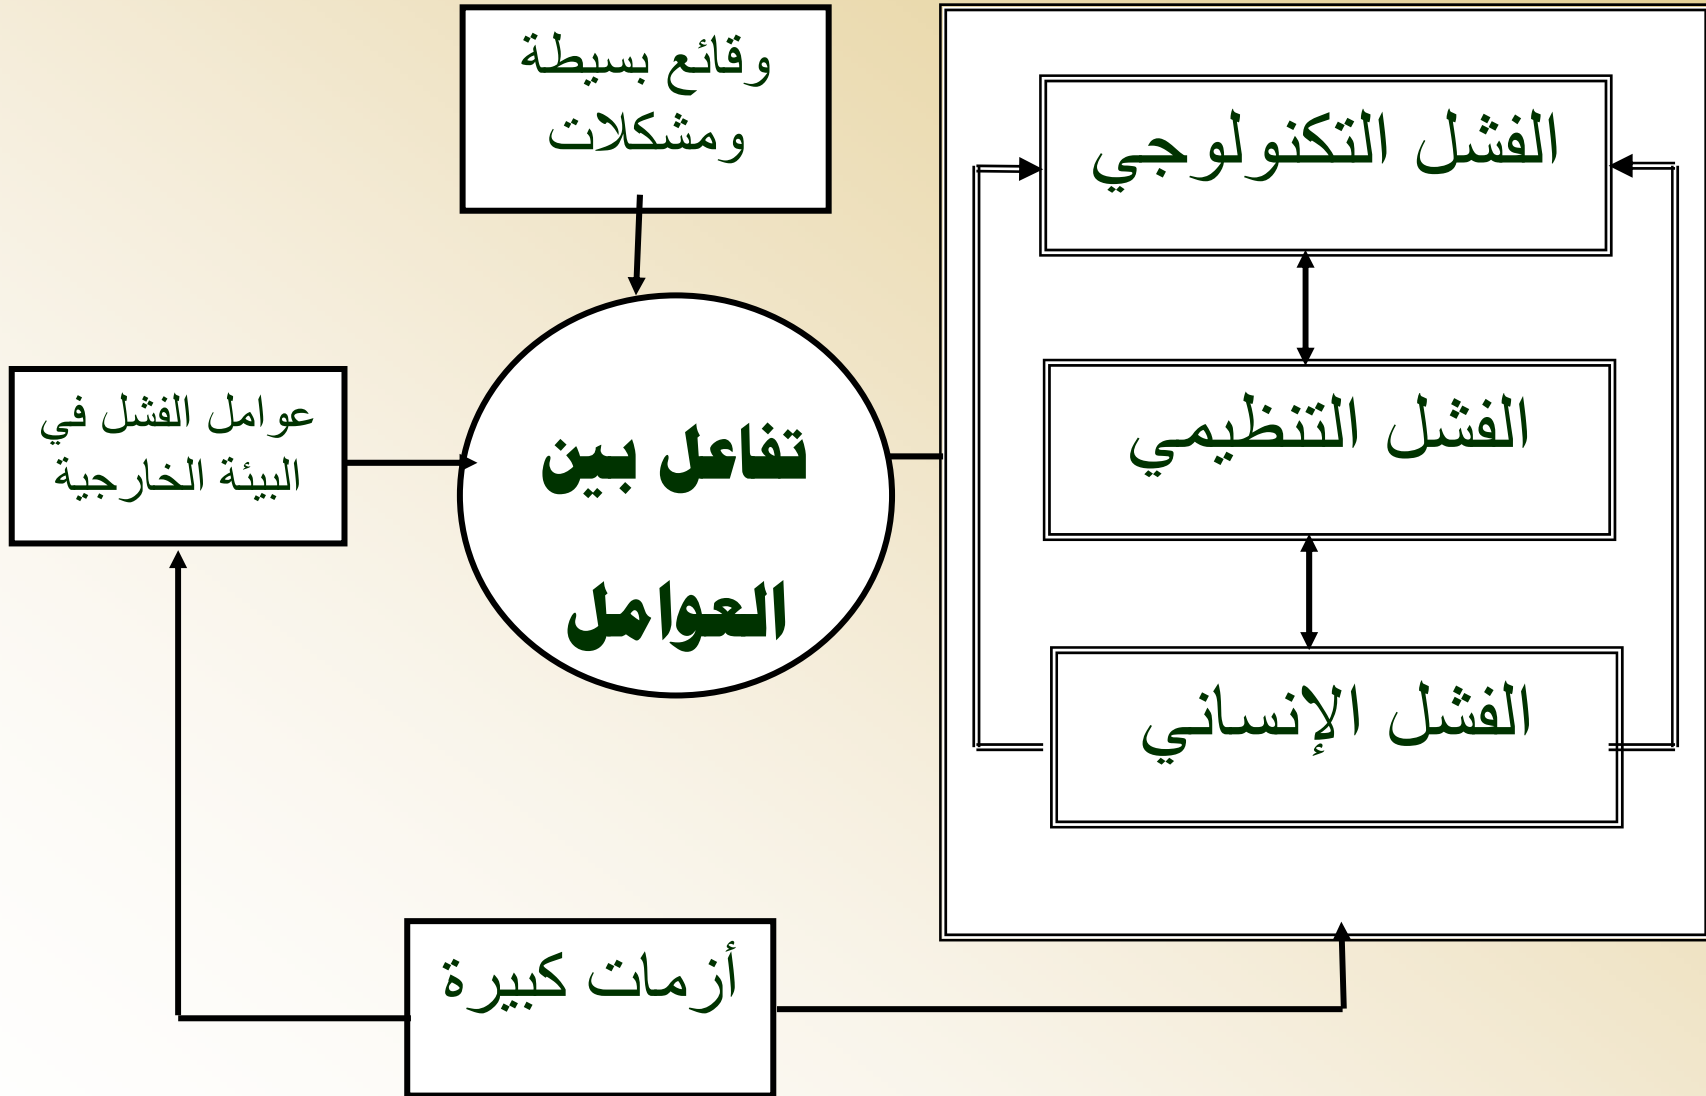 وقائع بسيطة
ومشكلات
الفشل التكنولوجي
عوامل الفشل في
البيئة الخارجية
تفاعل بين
العوامل
الفشل التنظيمي
الفشل الإنساني
أزمات كبيرة